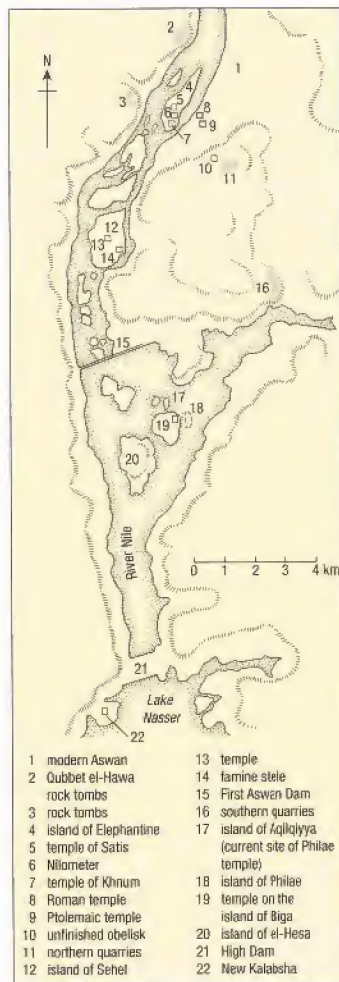 2
1
N
4
3
5
6
8
9
7
10
11
12
13
14
16
15
17
18
19
20
River Nile
0 1 2 3 4 km
21
Lake
Nasser
22
1 modern Aswan
2 Qubbet el-Hawa
rock tombs
3 rock tombs
4 island of Elephantine
5 temple of Satis
6 Nilometer
7 temple of Khnum
8 Roman temple
9 Ptolemaic temple
10 unfinished obelisk
11 northern quarries
12 island of Sehel
13 temple
14 famine stele
15 First Aswan Dam
16 southern quarries
17 island of Aqilqiyya
(current site of Philae
temple)
18 island of Philae
19 temple on the
island of Biga
20 island of el-Hesa
21 High Dam
22 New Kalabsha